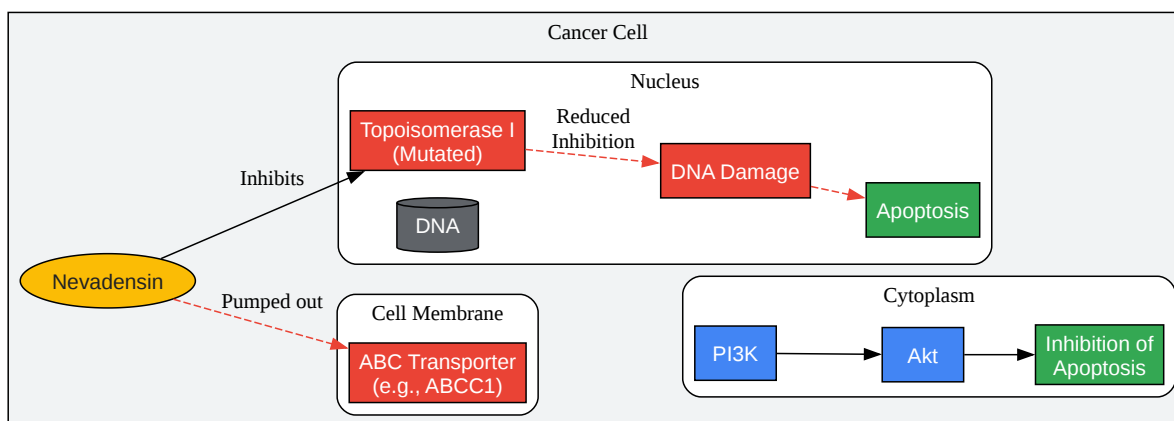 Cancer Cell
Nucleus
Topoisomerase I
(Mutated)
Reduced
Inhibition
DNA Damage
Apoptosis
DNA
Inhibits
Nevadensin
Pumped out
Cell Membrane
ABC Transporter
(e.g., ABCC1)
Cytoplasm
PI3K
Akt
Inhibition of
Apoptosis